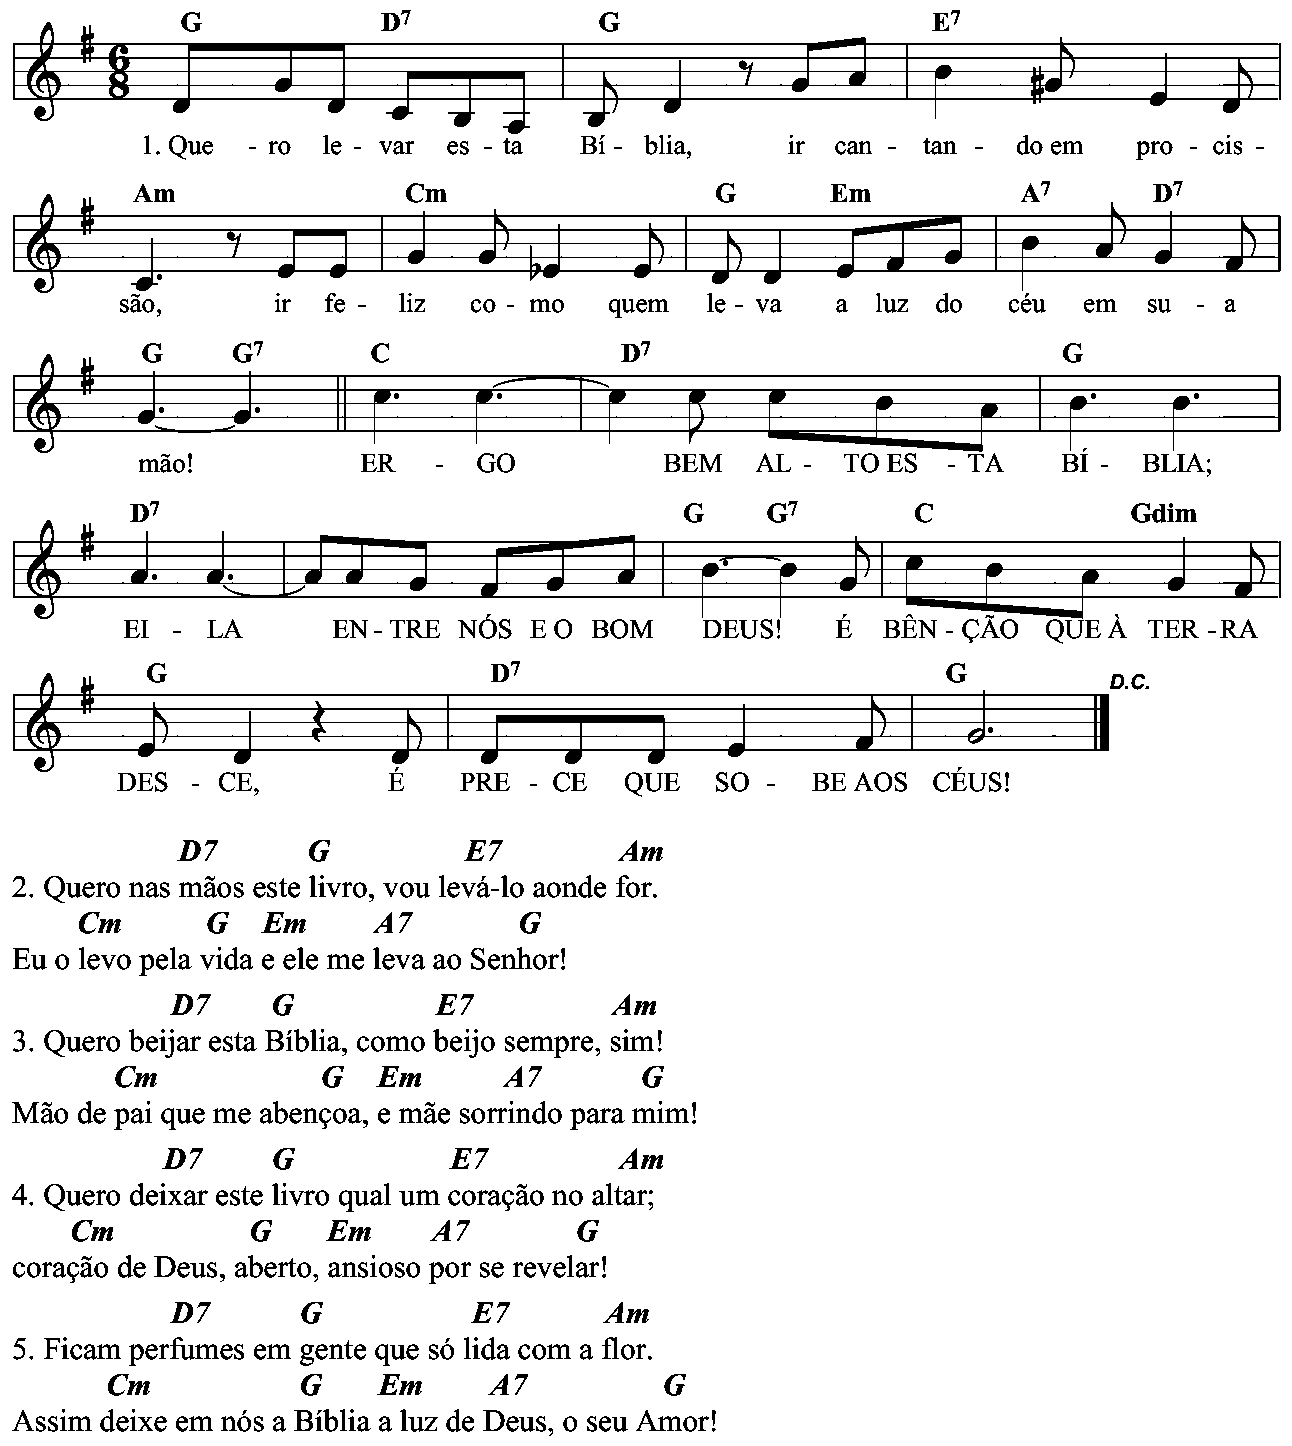 G D7 G E7
6
8
1. Que - ro le - var es - ta Bí - blia, ir can - tan - do em pro - cis -
Am Cm G Em A7 D7
são, ir fe - liz co - mo quem le - va a luz do céu em su - a
G G7 C D7 G
mão! ER - GO BEM AL - TO ES - TA BÍ - BLIA;
D7 G G7 C Gdim
EI - LA EN - TRE NÓS E O BOM DEUS! É BÊN - ÇÃO QUE À TER - RA
G D7 G D.C.
DES - CE, É PRE - CE QUE SO - BE AOS CÉUS!
D7 G E7 Am
2. Quero nas mãos este livro, vou levá-lo aonde for.
Cm G Em A7 G
Eu o levo pela vida e ele me leva ao Senhor!
D7 G E7 Am
3. Quero beijar esta Bíblia, como beijo sempre, sim!
Cm G Em A7 G
Mão de pai que me abençoa, e mãe sorrindo para mim!
D7 G E7 Am
4. Quero deixar este livro qual um coração no altar;
Cm G Em A7 G
coração de Deus, aberto, ansioso por se revelar!
D7 G E7 Am
5. Ficam perfumes em gente que só lida com a flor.
Cm G Em A7 G
Assim deixe em nós a Bíblia a luz de Deus, o seu Amor!